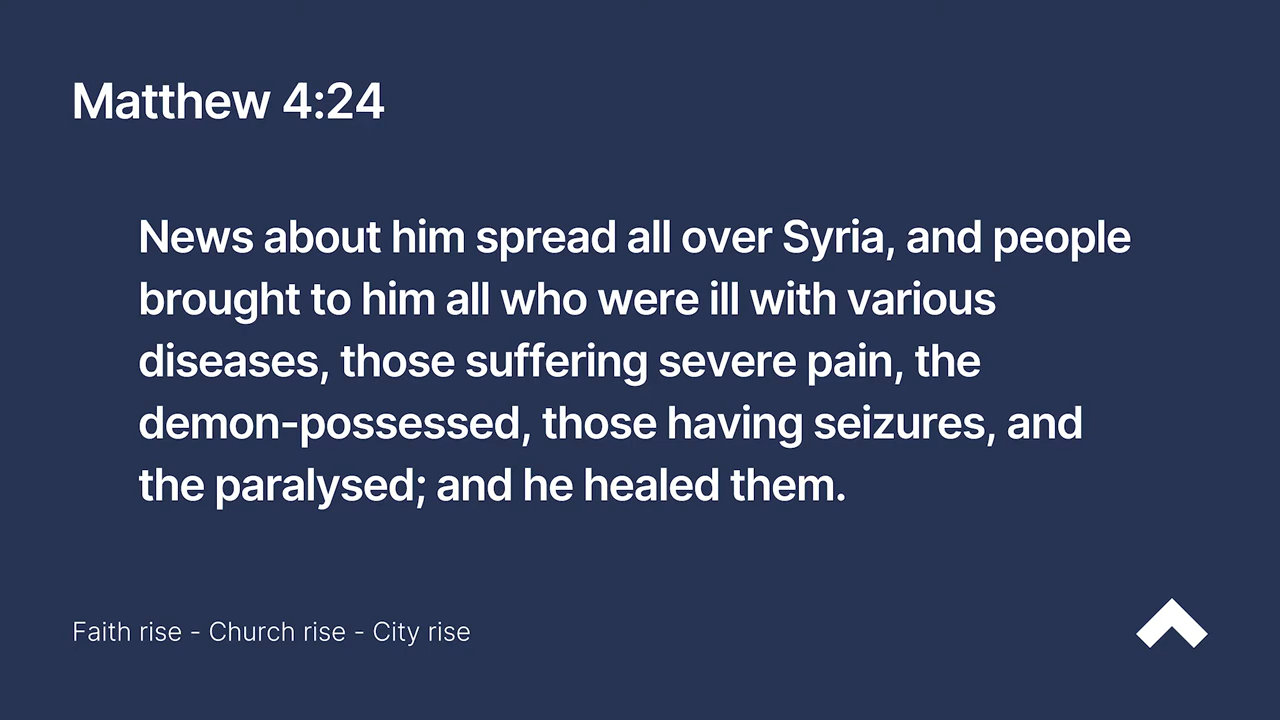 Matthew 4:24
News about him spread all over Syria, and people
brought to him all who were ill with various
diseases, those suffering severe pain, the
demon-possessed, those having seizures, and
the paralysed; and he healed them.
Faith rise - Church rise - City rise